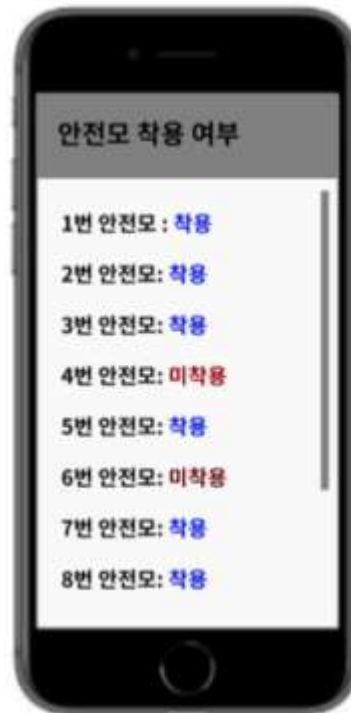 안전모 착용 여부
1번 안전모 : 착용
2번 안전모: 착용
3번 안전모: 착용
4번 안전모: 미착용
5번 안전모: 착용
6번 안전모: 미착용
7번 안전모: 착용
8번 안전모: 착용